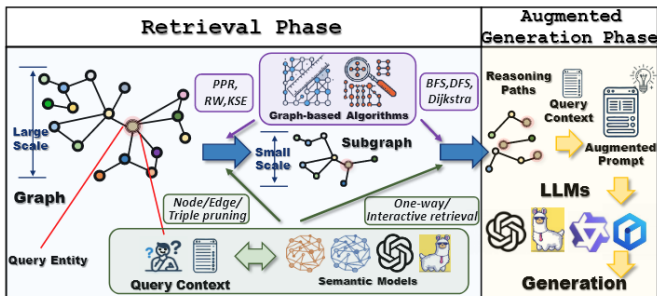 Retrieval Phase
Augmented
Generation Phase
Large
Scale
Graph
Query Entity
PPR,
RW,KSE
Graph-based Algorithms
BFS,DFS,
Dijkstra
Small
Scale
Subgraph
Node/Edge/
Triple pruning
One-way/
Interactive retrieval
Query Context
Semantic Models
Reasoning
Paths
Query
Context
Augmented
Prompt
LLMs
Generation